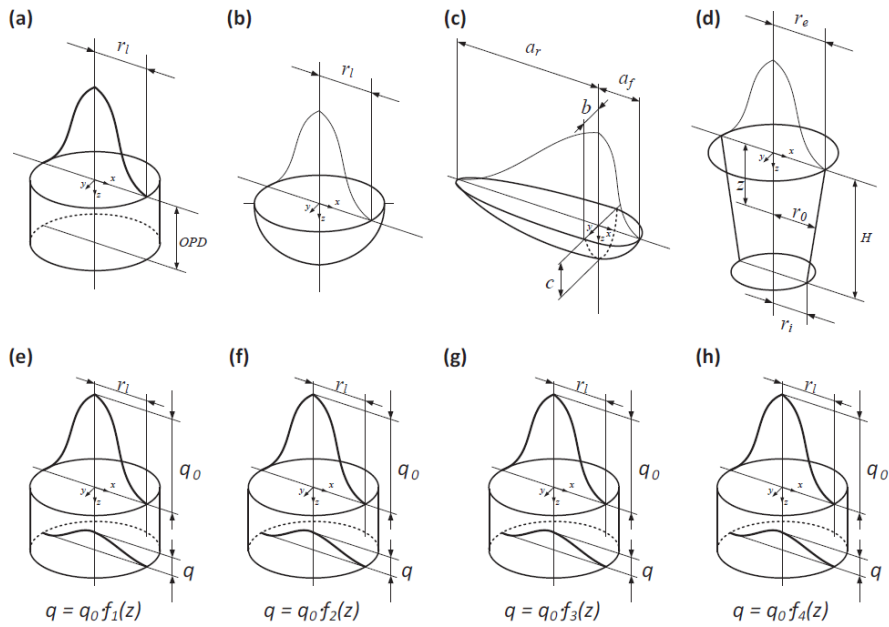 (a)
r_l
y
x
z
OPD
(b)
r_l
y
x
z
(c)
a_r
a_f
b
y
x
z
c
(d)
r_e
y
x
z
z
r_0
H
r_i
(e)
r_l
q_0
y
x
z
q
q = q_0·f_1(z)
(f)
r_l
q_0
y
x
z
q
q = q_0·f_2(z)
(g)
r_l
q_0
y
x
z
q
q = q_0·f_3(z)
(h)
r_l
q_0
y
x
z
q
q = q_0·f_4(z)